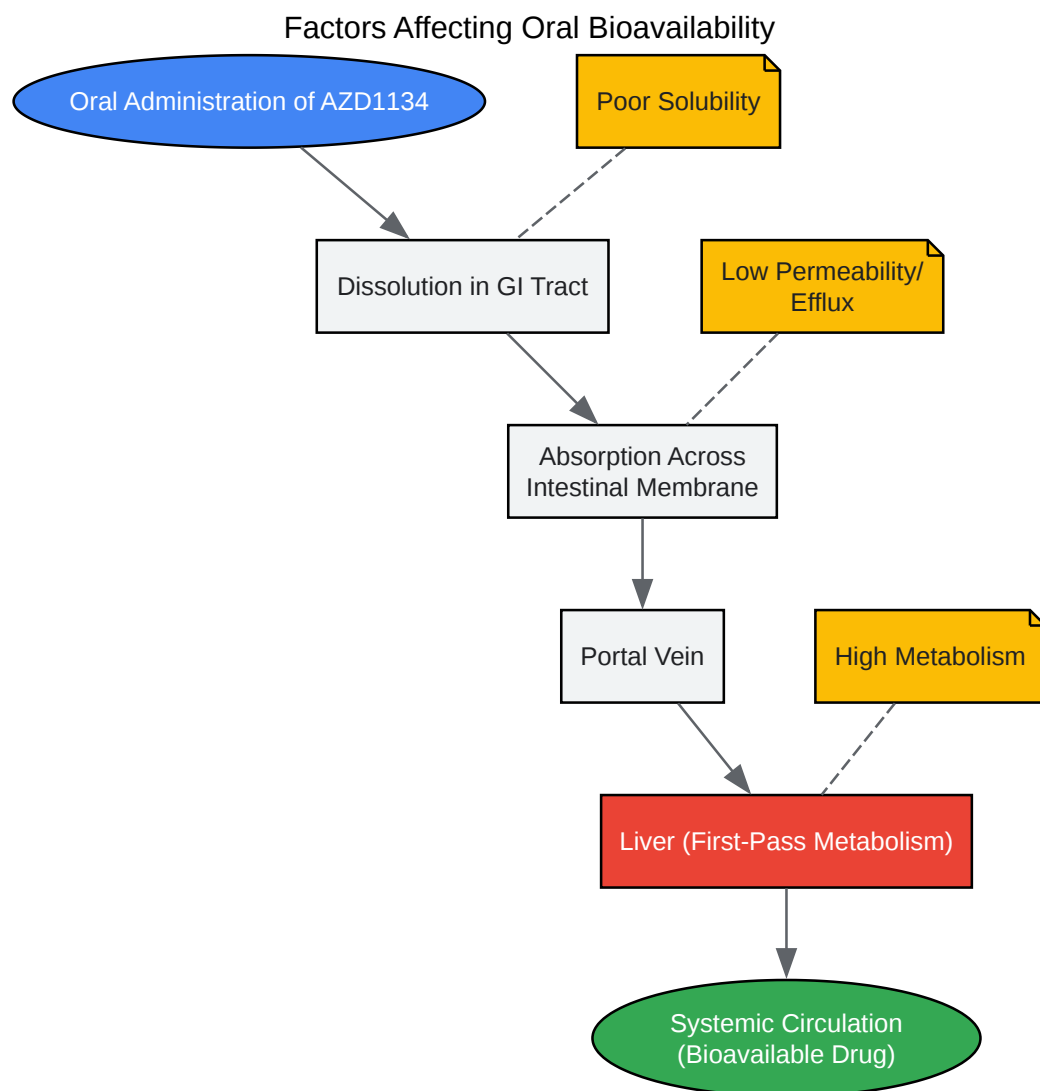 Factors Affecting Oral Bioavailability
Oral Administration of AZD1134
Poor Solubility
Dissolution in GI Tract
Low Permeability/
Efflux
Absorption Across
Intestinal Membrane
Portal Vein
High Metabolism
Liver (First-Pass Metabolism)
Systemic Circulation
(Bioavailable Drug)